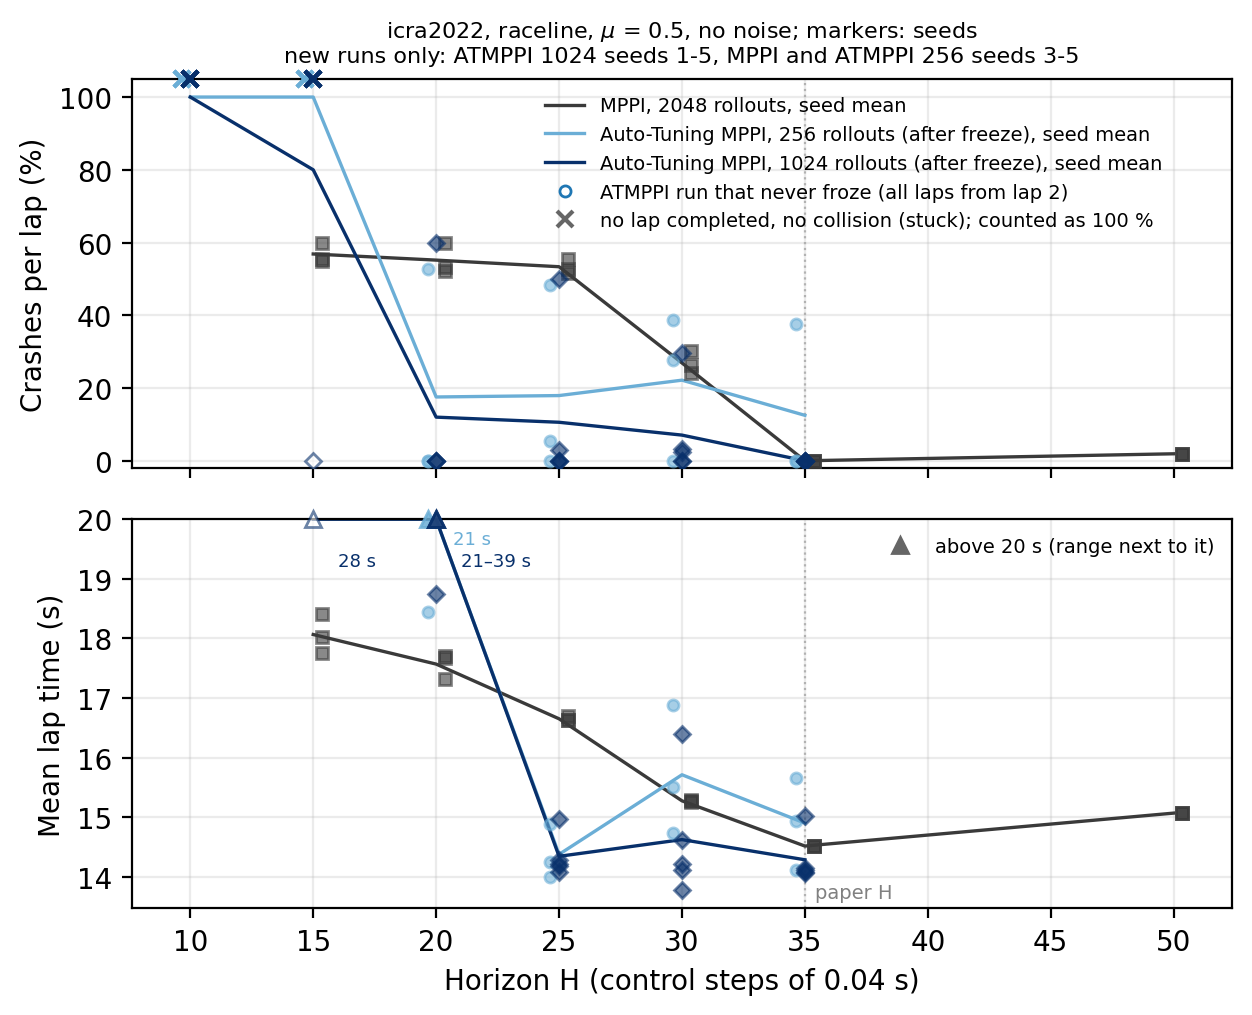 icra2022, raceline, μ = 0.5, no noise; markers: seeds
new runs only: ATMPPI 1024 seeds 1-5, MPPI and ATMPPI 256 seeds 3-5
Crashes per lap (%)
100
80
60
40
20
0
MPPI, 2048 rollouts, seed mean
Auto-Tuning MPPI, 256 rollouts (after freeze), seed mean
Auto-Tuning MPPI, 1024 rollouts (after freeze), seed mean
ATMPPI run that never froze (all laps from lap 2)
no lap completed, no collision (stuck); counted as 100 %
Mean lap time (s)
20
19
18
17
16
15
14
21 s
28 s
21–39 s
above 20 s (range next to it)
paper H
10
15
20
25
30
35
40
45
50
Horizon H (control steps of 0.04 s)